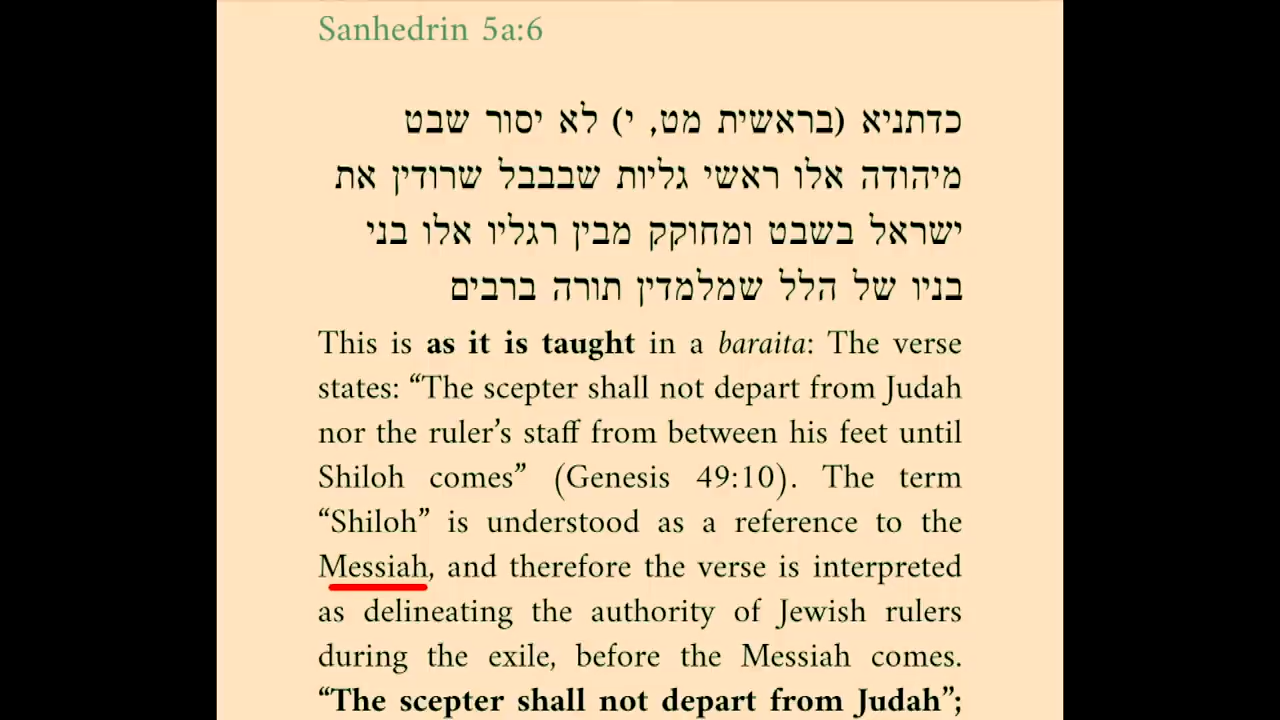 Sanhedrin 5a:6
כדתניא (בראשית מט, י) לא יסור שבט
מיהודה אלו ראשי גליות שבבבל שרודין את
ישראל בשבט ומחוקק מבין רגליו אלו בני
בניו של הלל שמלמדין תורה ברבים
This is as it is taught in a baraita: The verse
states: “The scepter shall not depart from Judah
nor the ruler’s staff from between his feet until
Shiloh comes” (Genesis 49:10). The term
“Shiloh” is understood as a reference to the
Messiah, and therefore the verse is interpreted
as delineating the authority of Jewish rulers
during the exile, before the Messiah comes.
“The scepter shall not depart from Judah”;